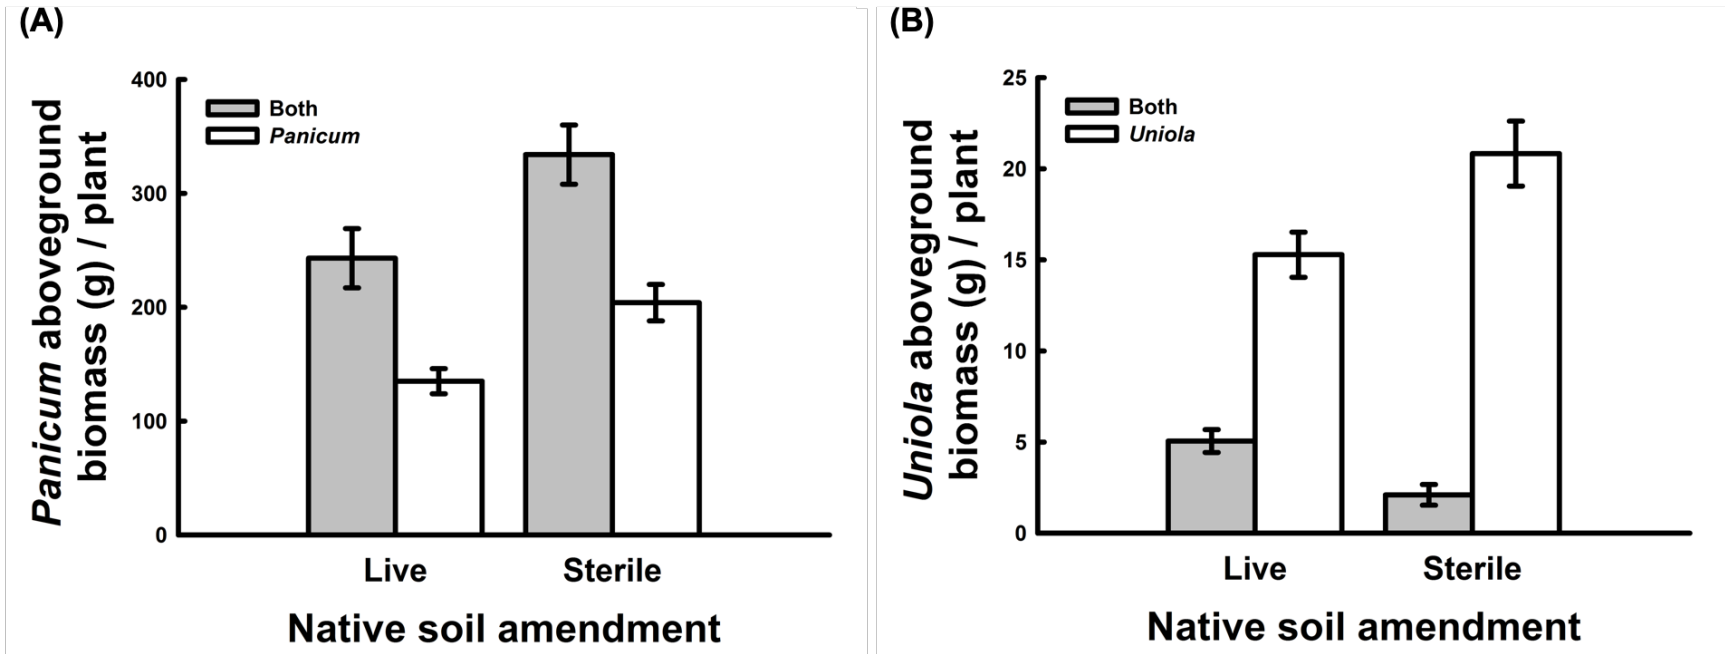 (A)
Panicum aboveground
biomass (g) / plant
400
300
200
100
0
Both
Panicum
Live
Sterile
Native soil amendment
(B)
Uniola aboveground
biomass (g) / plant
25
20
15
10
5
0
Both
Uniola
Live
Sterile
Native soil amendment